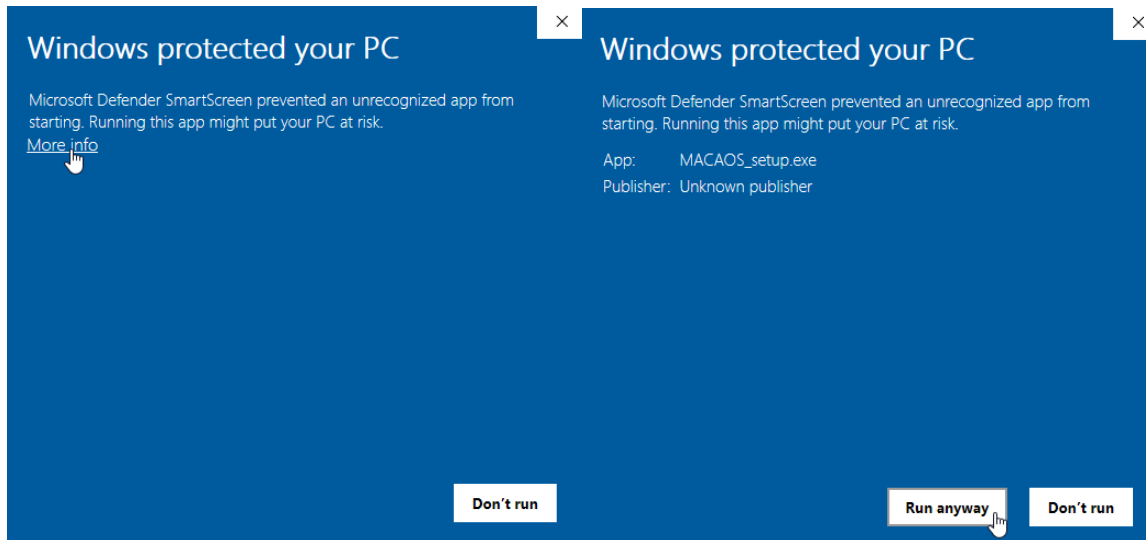 Windows protected your PC
Microsoft Defender SmartScreen prevented an unrecognized app from
starting. Running this app might put your PC at risk.
More info
Don't run
Windows protected your PC
Microsoft Defender SmartScreen prevented an unrecognized app from
starting. Running this app might put your PC at risk.
App: MACAOS_setup.exe
Publisher: Unknown publisher
Run anyway Don't run